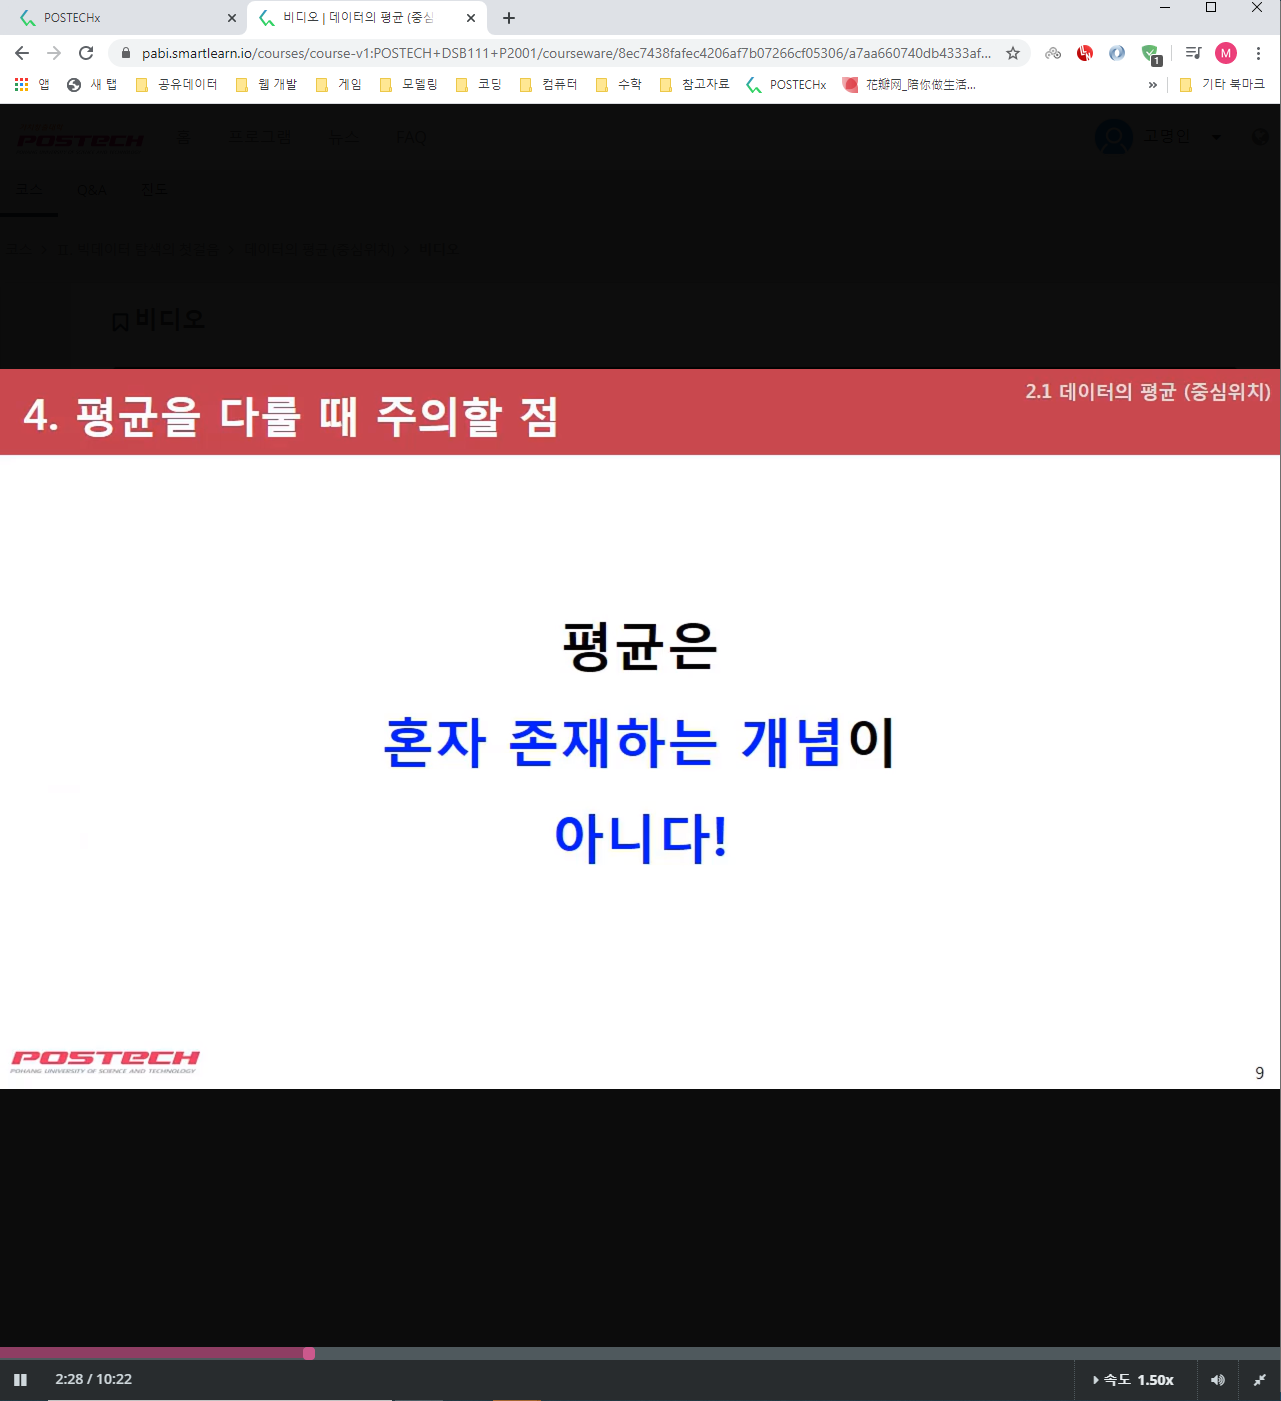 POSTECHx
비디오 | 데이터의 평균 (중심
pabi.smartlearn.io/courses/course-v1:POSTECH+DSB111+P2001/courseware/8ec7438fafec4206af7b07266cf05306/a7aa660740db4333af...
1
M
앱 새 탭 공유데이터 웹 개발 게임 모델링 코딩 컴퓨터 수학 참고자료 POSTECHx 花瓣网_陪你做生活... » 기타 북마크
POSTECH 홈 프로그램 뉴스 FAQ 고명인
코스 Q&A 진도
비디오
4. 평균을 다룰 때 주의할 점
2.1 데이터의 평균 (중심위치)
평균은
혼자 존재하는 개념이
아니다!
POSTECH
POHANG UNIVERSITY OF SCIENCE AND TECHNOLOGY
9
2:28 / 10:22
속도 1.50x